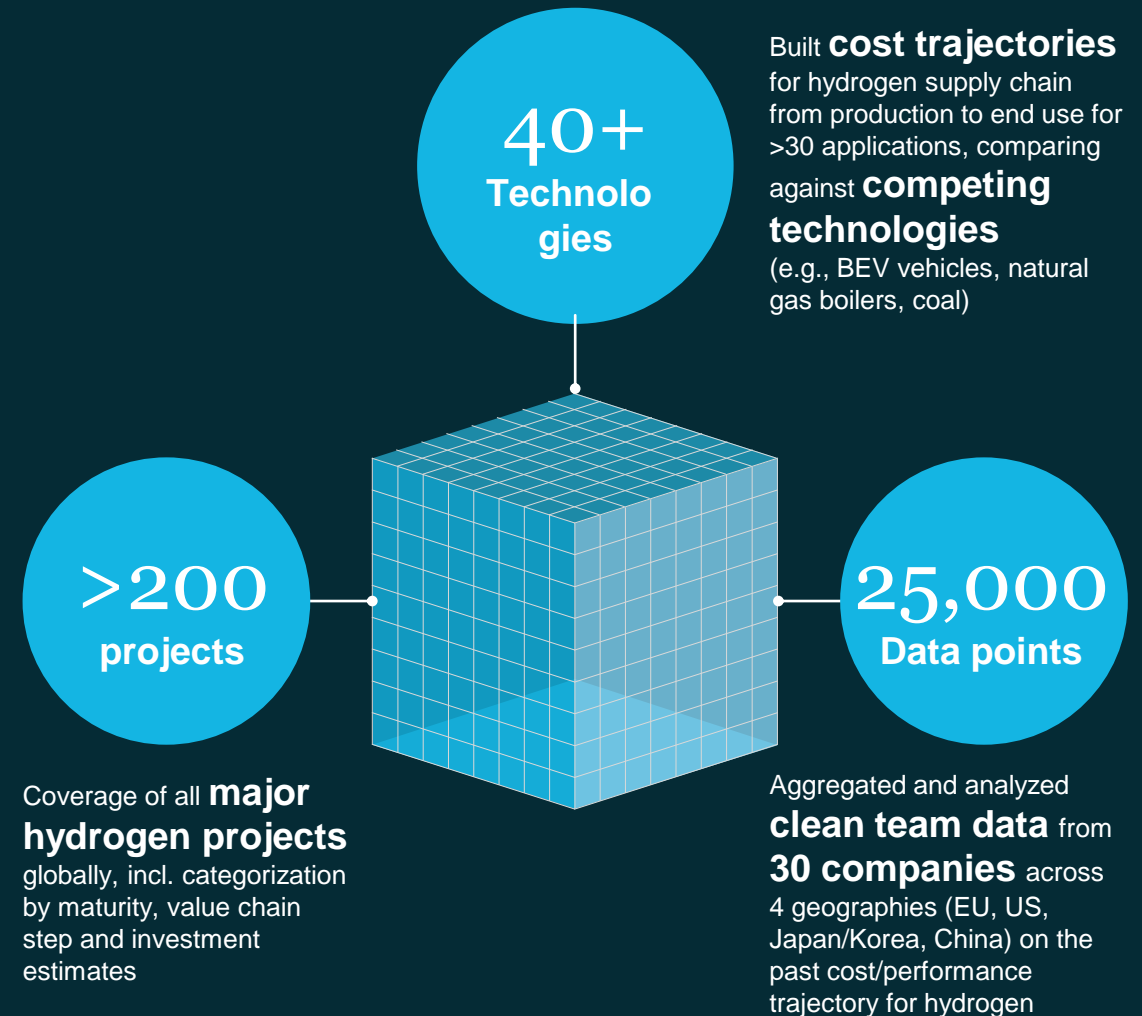 40+
Technolo
gies
Built cost trajectories
for hydrogen supply chain
from production to end use for
>30 applications, comparing
against competing
technologies
(e.g., BEV vehicles, natural
gas boilers, coal)
>200
projects
Coverage of all major
hydrogen projects
globally, incl. categorization
by maturity, value chain
step and investment
estimates
25,000
Data points
Aggregated and analyzed
clean team data from
30 companies across
4 geographies (EU, US,
Japan/Korea, China) on the
past cost/performance
trajectory for hydrogen